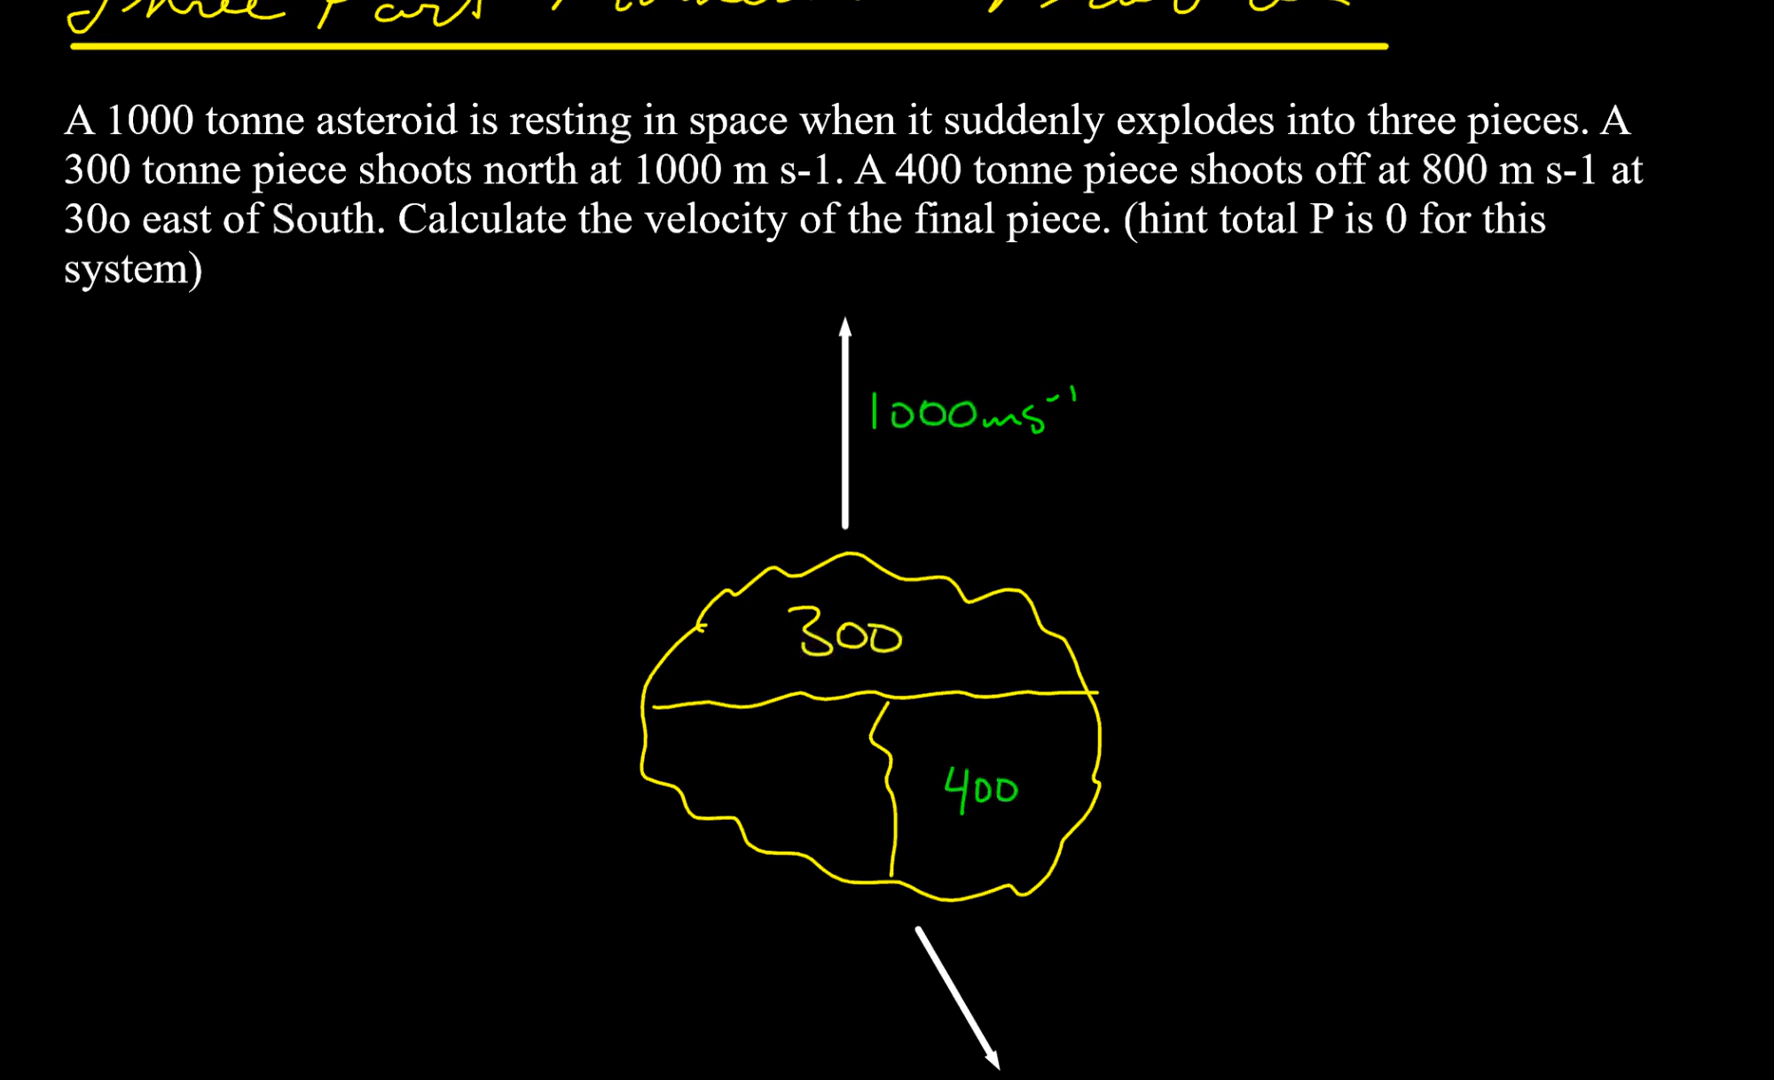 A 1000 tonne asteroid is resting in space when it suddenly explodes into three pieces. A
300 tonne piece shoots north at 1000 m s-1. A 400 tonne piece shoots off at 800 m s-1 at
30o east of South. Calculate the velocity of the final piece. (hint total P is 0 for this
system)
1000ms⁻¹
300
400